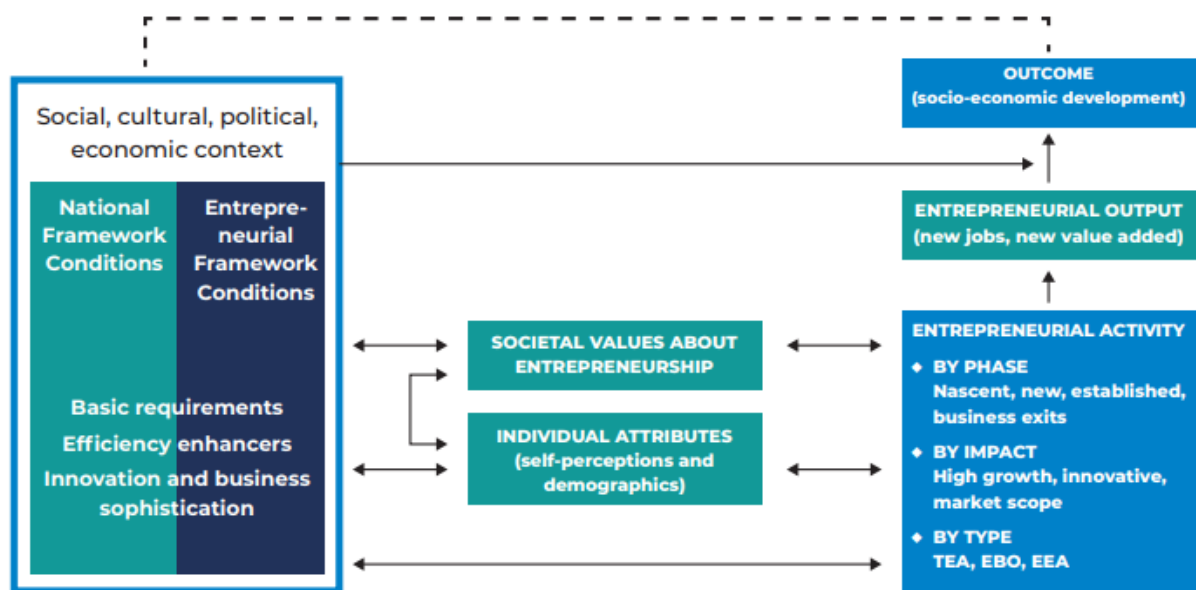 Social, cultural, political,
economic context
National
Framework
Conditions
Entrepre-
neurial
Framework
Conditions
Basic requirements
Efficiency enhancers
Innovation and business
sophistication
SOCIETAL VALUES ABOUT
ENTREPRENEURSHIP
INDIVIDUAL ATTRIBUTES
(self-perceptions and
demographics)
OUTCOME
(socio-economic development)
ENTREPRENEURIAL OUTPUT
(new jobs, new value added)
ENTREPRENEURIAL ACTIVITY
◆ BY PHASE
Nascent, new, established,
business exits
◆ BY IMPACT
High growth, innovative,
market scope
◆ BY TYPE
TEA, EBO, EEA